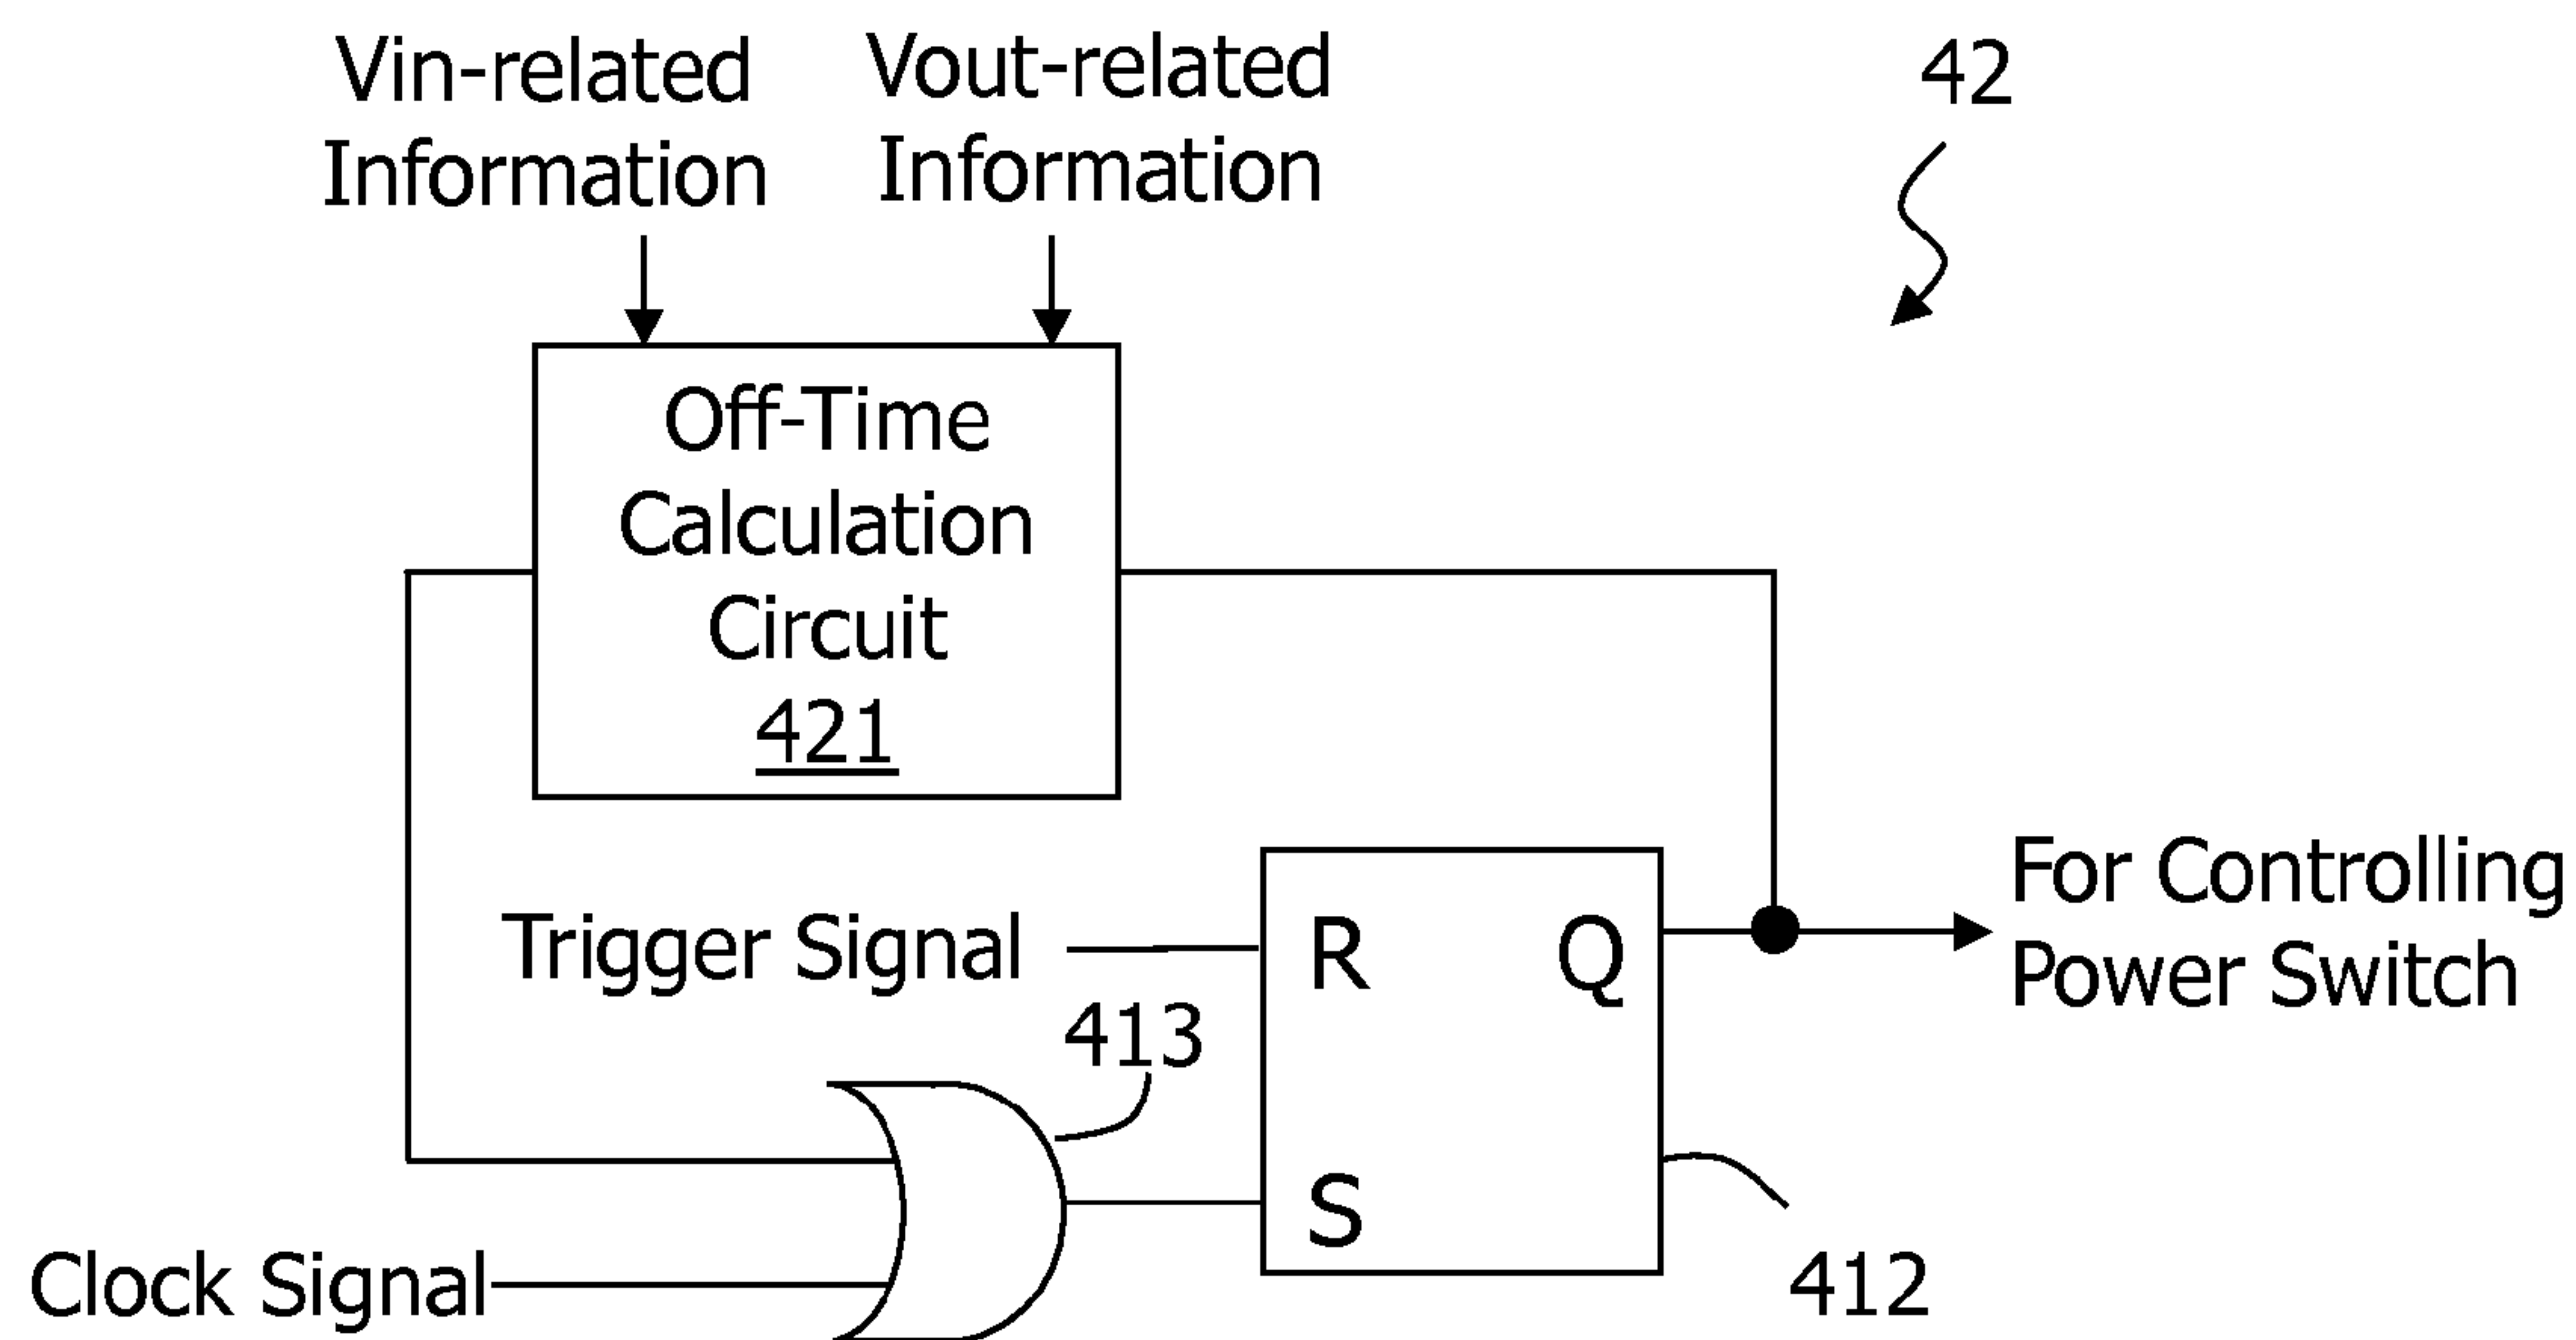 Vin-related
Information
Vout-related
Information
42
Off-Time
Calculation
Circuit
421
For Controlling
Power Switch
Trigger Signal
R
Q
413
S
Clock Signal
412